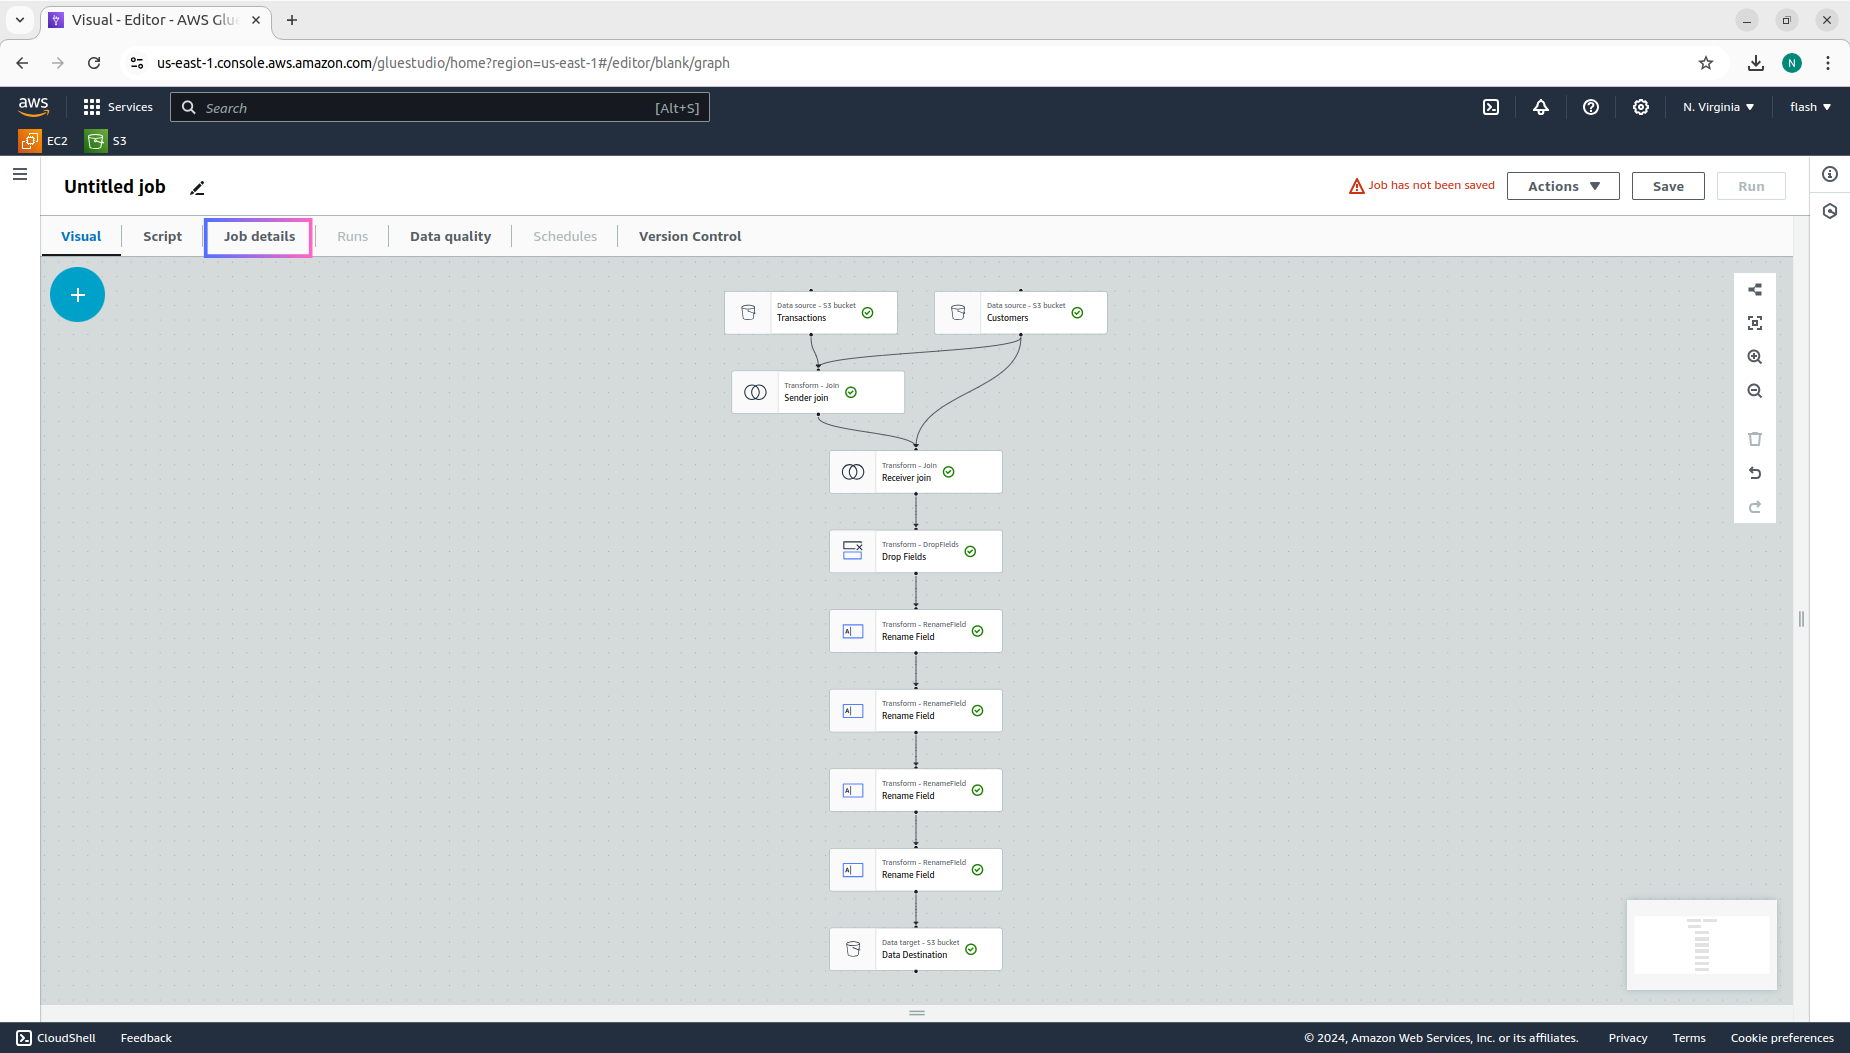 Visual - Editor - AWS Glue
us-east-1.console.aws.amazon.com/gluestudio/home?region=us-east-1#/editor/blank/graph
N
aws
Services
Search
[Alt+S]
N. Virginia
flash
EC2
S3
Untitled job
Job has not been saved
Actions
Save
Run
Visual
Script
Job details
Runs
Data quality
Schedules
Version Control
Data source - S3 bucket
Transactions
Data source - S3 bucket
Customers
Transform - Join
Sender join
Transform - Join
Receiver join
Transform - DropFields
Drop Fields
Transform - RenameField
Rename Field
Transform - RenameField
Rename Field
Transform - RenameField
Rename Field
Transform - RenameField
Rename Field
Data target - S3 bucket
Data Destination
CloudShell
Feedback
© 2024, Amazon Web Services, Inc. or its affiliates.
Privacy
Terms
Cookie preferences